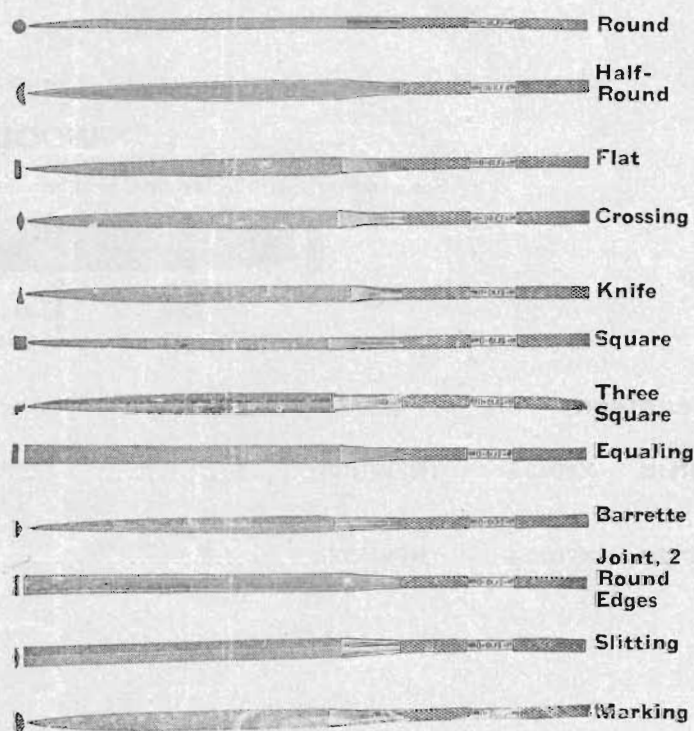 Round
Half-
Round
Flat
Crossing
Knife
Square
Three
Square
Equaling
Barrette
Joint, 2
Round
Edges
Slitting
Marking